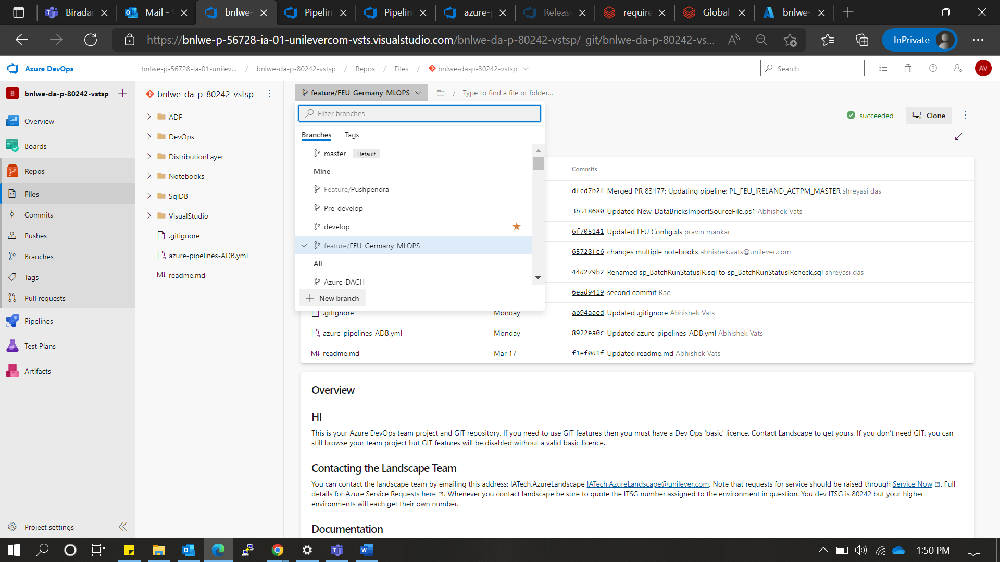 Biradar
Mail -
bnlwe-
Pipelin
Pipelin
azure-p
Release
require
Global_
bnlwe-
https://bnlwe-p-56728-ia-01-unilevercom-vsts.visualstudio.com/bnlwe-da-p-80242-vstsp/_git/bnlwe-da-p-80242-vs...
InPrivate
Azure DevOps
bnlwe-p-56728-ia-01-unilev... / bnlwe-da-p-80242-vstsp / Repos / Files / bnlwe-da-p-80242-vstsp
Search
AV
B bnlwe-da-p-80242-vstsp
Overview
Boards
Repos
Files
Commits
Pushes
Branches
Tags
Pull requests
Pipelines
Test Plans
Artifacts
Project settings
bnlwe-da-p-80242-vstsp
ADF
DevOps
DistributionLayer
Notebooks
SqlDB
VisualStudio
.gitignore
azure-pipelines-ADB.yml
M↓ readme.md
feature/FEU_Germany_MLOPS
/ Type to find a file or folder...
Filter branches
Branches Tags
master Default
Mine
Feature/Pushpendra
Pre-develop
develop
feature/FEU_Germany_MLOPS
All
Azure_DACH
New branch
succeeded
Clone
Commits
dfcd7b2f Merged PR 83177: Updating pipeline: PL_FEU_IRELAND_ACTPM_MASTER shreyasi das
3b518680 Updated New-DataBricksImportSourceFile.ps1 Abhishek Vats
6f705141 Updated FEU Config.xls pravin mankar
65728fc6 changes multiple notebooks abhishek.vats@unilever.com
44d279b2 Renamed sp_BatchRunStatusIR.sql to sp_BatchRunStatusIRcheck.sql shreyasi das
6ead9419 second commit Rao
.gitignore Monday ab94aaed Updated .gitignore Abhishek Vats
azure-pipelines-ADB.yml Monday 8922ea0c Updated azure-pipelines-ADB.yml Abhishek Vats
M↓ readme.md Mar 17 f1ef0d1f Updated readme.md Abhishek Vats
Overview
HI
This is your Azure DevOps team project and GIT repository. If you need to use GIT features then you must have a Dev Ops 'basic' licence. Contact Landscape to get yours. If you don't need GIT, you can
still browse your team project but GIT features will be disabled without a valid basic licence.
Contacting the Landscape Team
You can contact the landscape team by emailing this address: IATech.AzureLandscape IATech.AzureLandscape@unilever.com. Note that requests for service should be raised through Service Now . Full
details for Azure Service Requests here . Whenever you contact landscape be sure to quote the ITSG number assigned to the environment in question. You dev ITSG is 80242 but your higher
environments will each get their own number.
Documentation
1:50 PM